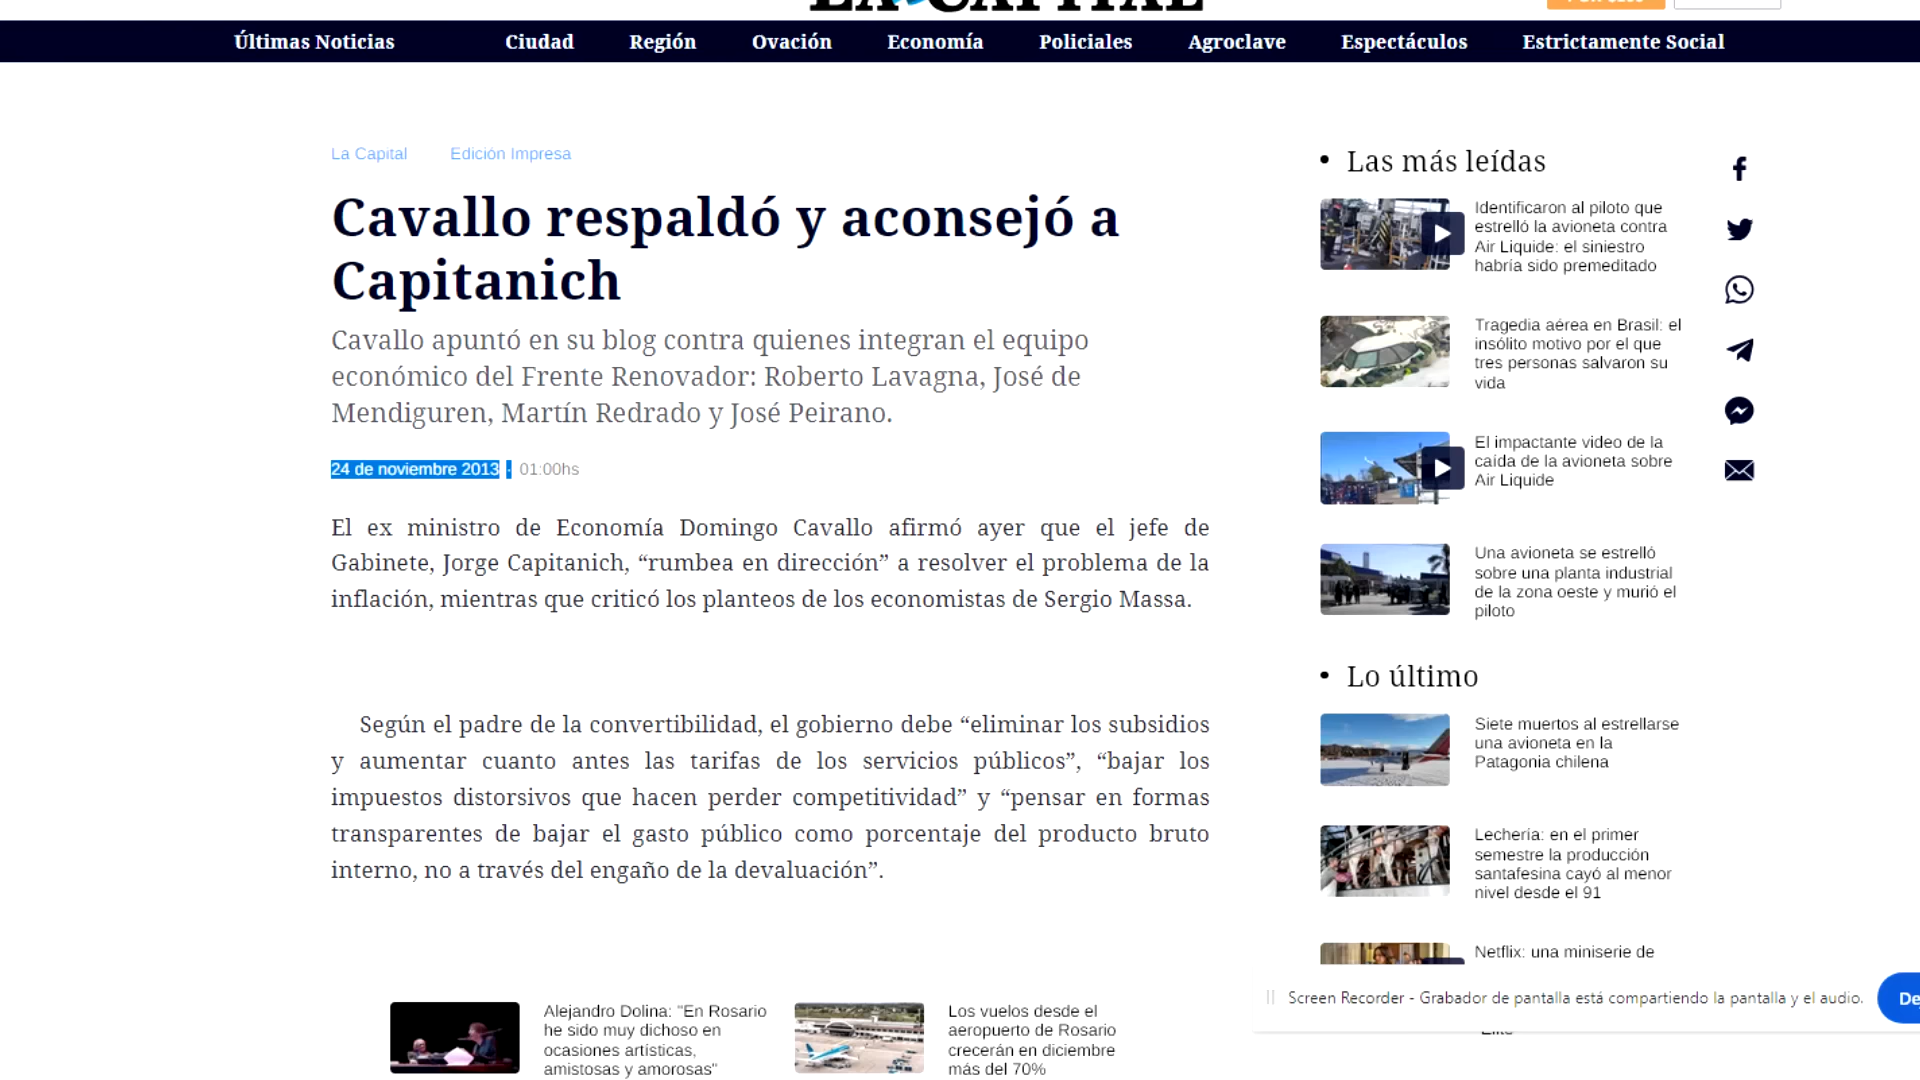 LA CAPITAL
Últimas Noticias Ciudad Región Ovación Economía Policiales Agroclave Espectáculos Estrictamente Social
La Capital Edición Impresa
Cavallo respaldó y aconsejó a
Capitanich
Cavallo apuntó en su blog contra quienes integran el equipo
económico del Frente Renovador: Roberto Lavagna, José de
Mendiguren, Martín Redrado y José Peirano.
24 de noviembre 2013 · 01:00hs
El ex ministro de Economía Domingo Cavallo afirmó ayer que el jefe de
Gabinete, Jorge Capitanich, “rumbea en dirección” a resolver el problema de la
inflación, mientras que criticó los planteos de los economistas de Sergio Massa.
Según el padre de la convertibilidad, el gobierno debe “eliminar los subsidios
y aumentar cuanto antes las tarifas de los servicios públicos”, “bajar los
impuestos distorsivos que hacen perder competitividad” y “pensar en formas
transparentes de bajar el gasto público como porcentaje del producto bruto
interno, no a través del engaño de la devaluación”.
Alejandro Dolina: "En Rosario
he sido muy dichoso en
ocasiones artísticas,
amistosas y amorosas"
Los vuelos desde el
aeropuerto de Rosario
crecerán en diciembre
más del 70%
• Las más leídas
Identificaron al piloto que
estrelló la avioneta contra
Air Liquide: el siniestro
habría sido premeditado
Tragedia aérea en Brasil: el
insólito motivo por el que
tres personas salvaron su
vida
El impactante video de la
caída de la avioneta sobre
Air Liquide
Una avioneta se estrelló
sobre una planta industrial
de la zona oeste y murió el
piloto
• Lo último
Siete muertos al estrellarse
una avioneta en la
Patagonia chilena
Lechería: en el primer
semestre la producción
santafesina cayó al menor
nivel desde el 91
Netflix: una miniserie de
Screen Recorder - Grabador de pantalla está compartiendo la pantalla y el audio.